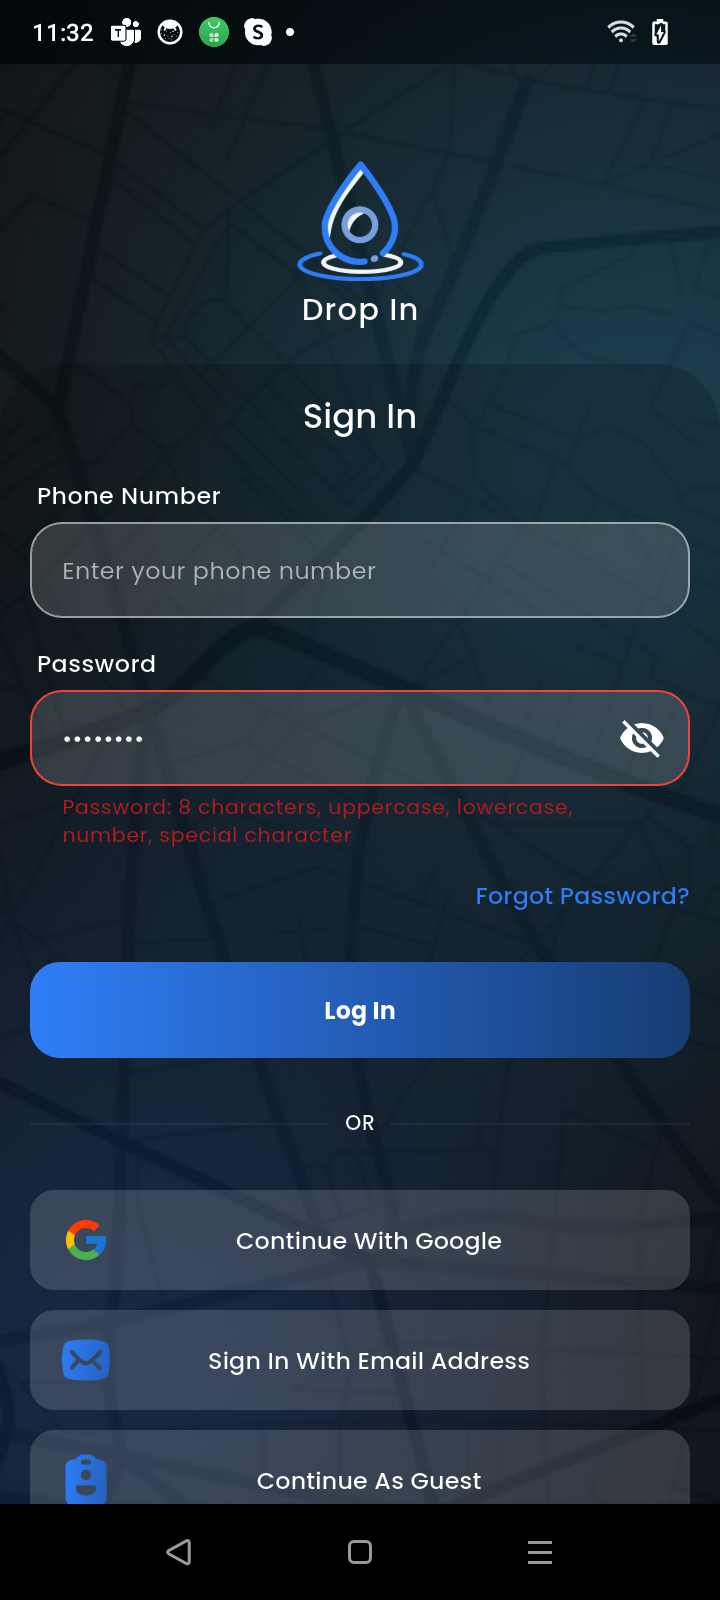 11:32
Drop In
Sign In
Phone Number
Enter your phone number
Password
••••••••
Password: 8 characters, uppercase, lowercase,
number, special character
Forgot Password?
Log In
OR
Continue With Google
Sign In With Email Address
Continue As Guest